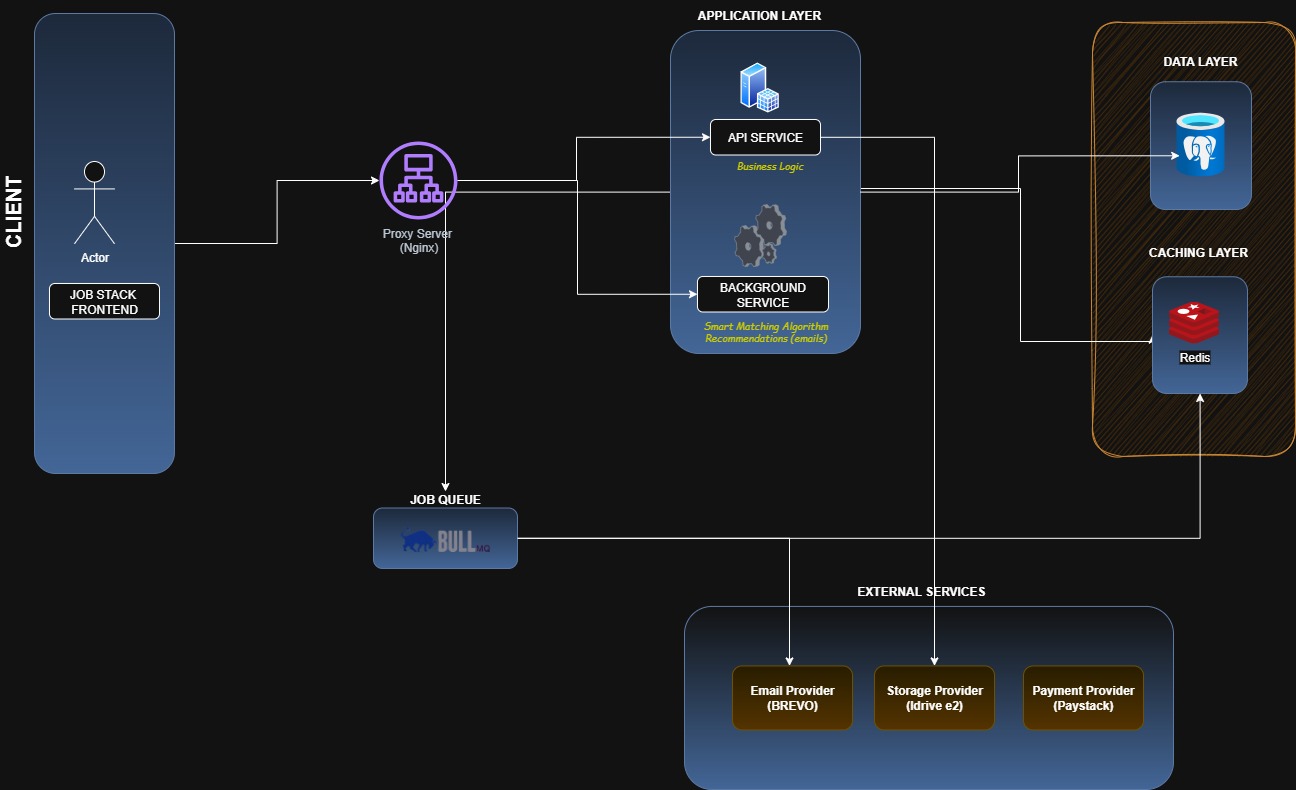 CLIENT
Actor
JOB STACK
FRONTEND
Proxy Server
(Nginx)
APPLICATION LAYER
API SERVICE
Business Logic
BACKGROUND
SERVICE
Smart Matching Algorithm
Recommendations (emails)
DATA LAYER
CACHING LAYER
Redis
JOB QUEUE
BULL
MQ
EXTERNAL SERVICES
Email Provider
(BREVO)
Storage Provider
(Idrive e2)
Payment Provider
(Paystack)